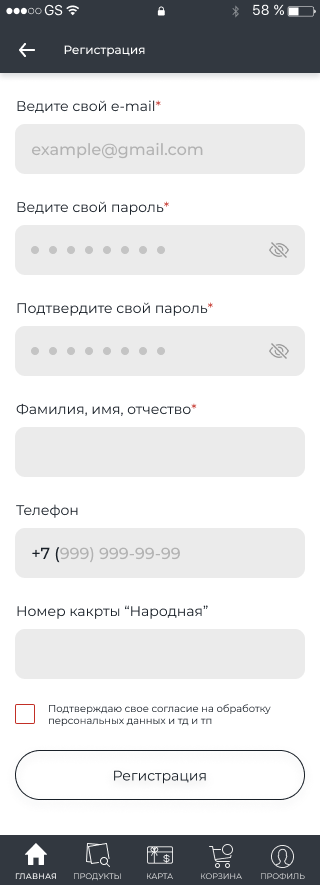 GS 58 %
Регистрация
Ведите свой e-mail*
example@gmail.com
Ведите свой пароль*
Подтвердите свой пароль*
Фамилия, имя, отчество*
Телефон
+7 (999) 999-99-99
Номер какрты “Народная”
Подтверждаю свое согласие на обработку
персональных данных и тд и тп
Регистрация
ГЛАВНАЯ ПРОДУКТЫ КАРТА КОРЗИНА ПРОФИЛЬ